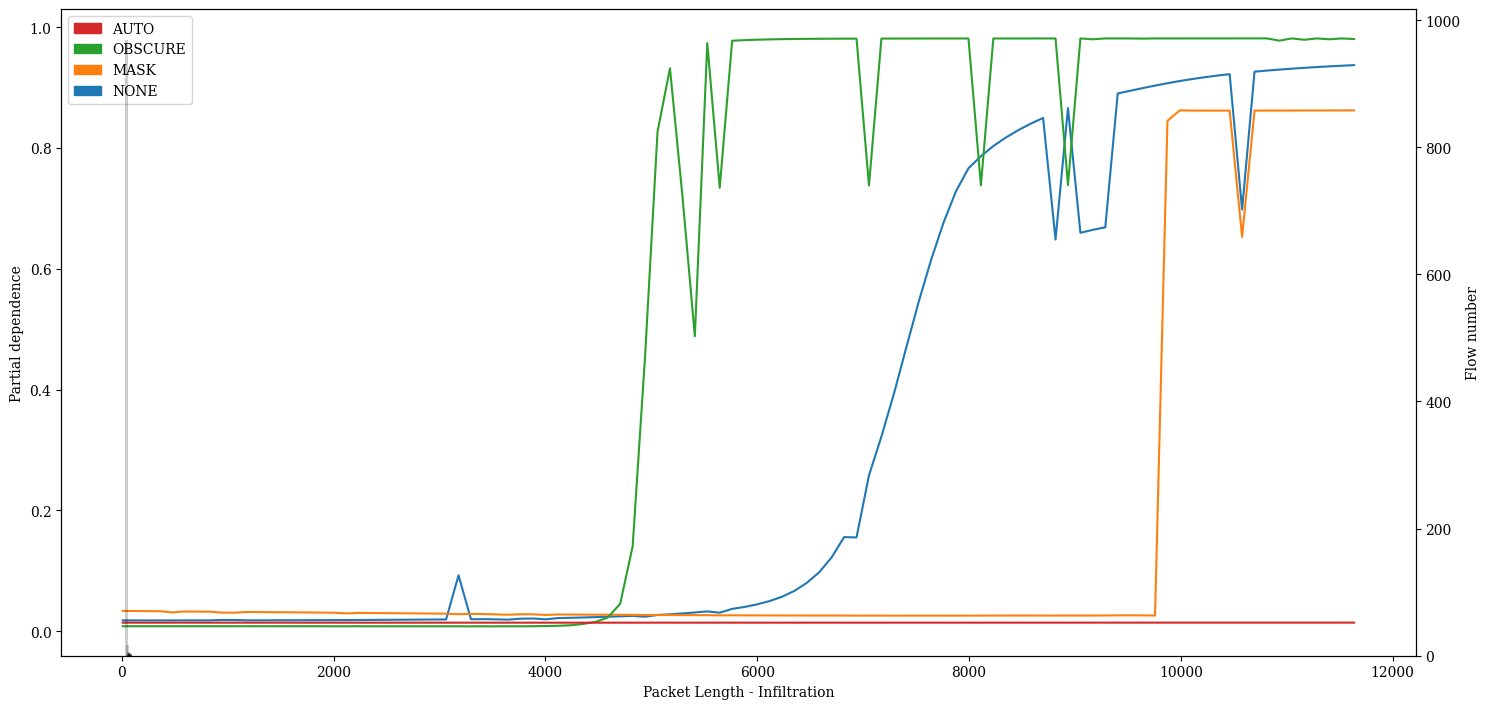 AUTO
OBSCURE
MASK
NONE
1.0
0.8
0.6
0.4
0.2
0.0
Partial dependence
1000
800
600
400
200
0
Flow number
0
2000
4000
6000
8000
10000
12000
Packet Length - Infiltration